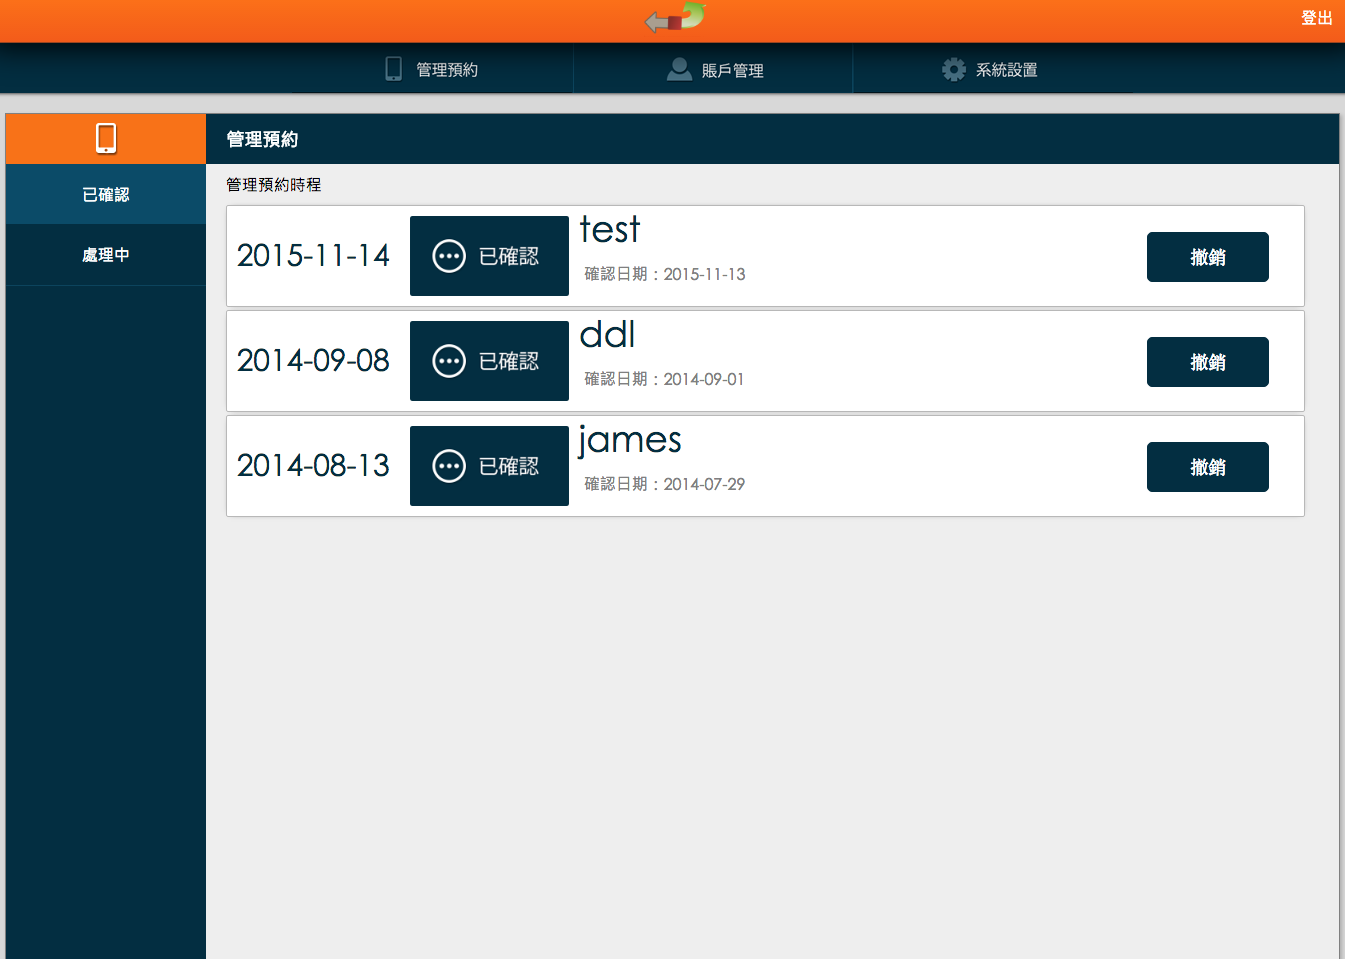 登出
管理預約 賬戶管理 系統設置
管理預約
已確認
處理中
管理預約時程
2015-11-14 已確認 test 撤銷
確認日期：2015-11-13
2014-09-08 已確認 ddl 撤銷
確認日期：2014-09-01
2014-08-13 已確認 james 撤銷
確認日期：2014-07-29